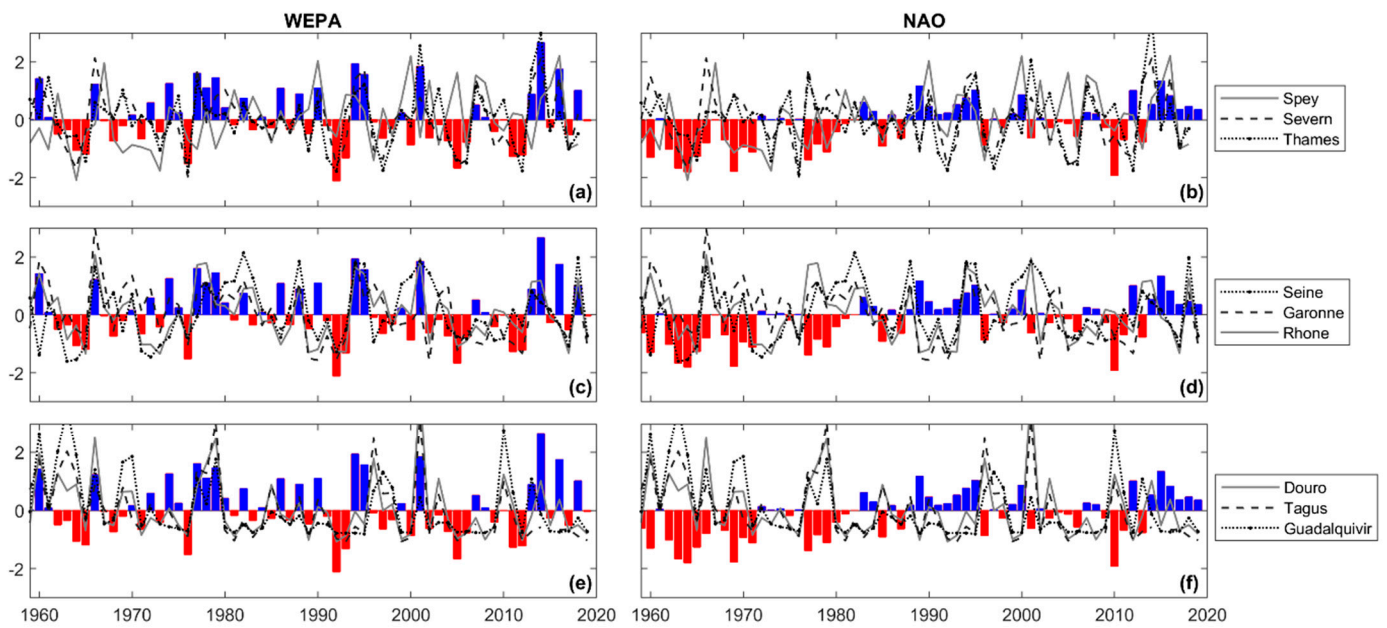 WEPA
NAO
2
0
-2
(a)
(b)
Spey
Severn
Thames
2
0
-2
(c)
(d)
Seine
Garonne
Rhone
2
0
-2
(e)
(f)
Douro
Tagus
Guadalquivir
1960 1970 1980 1990 2000 2010 2020
1960 1970 1980 1990 2000 2010 2020